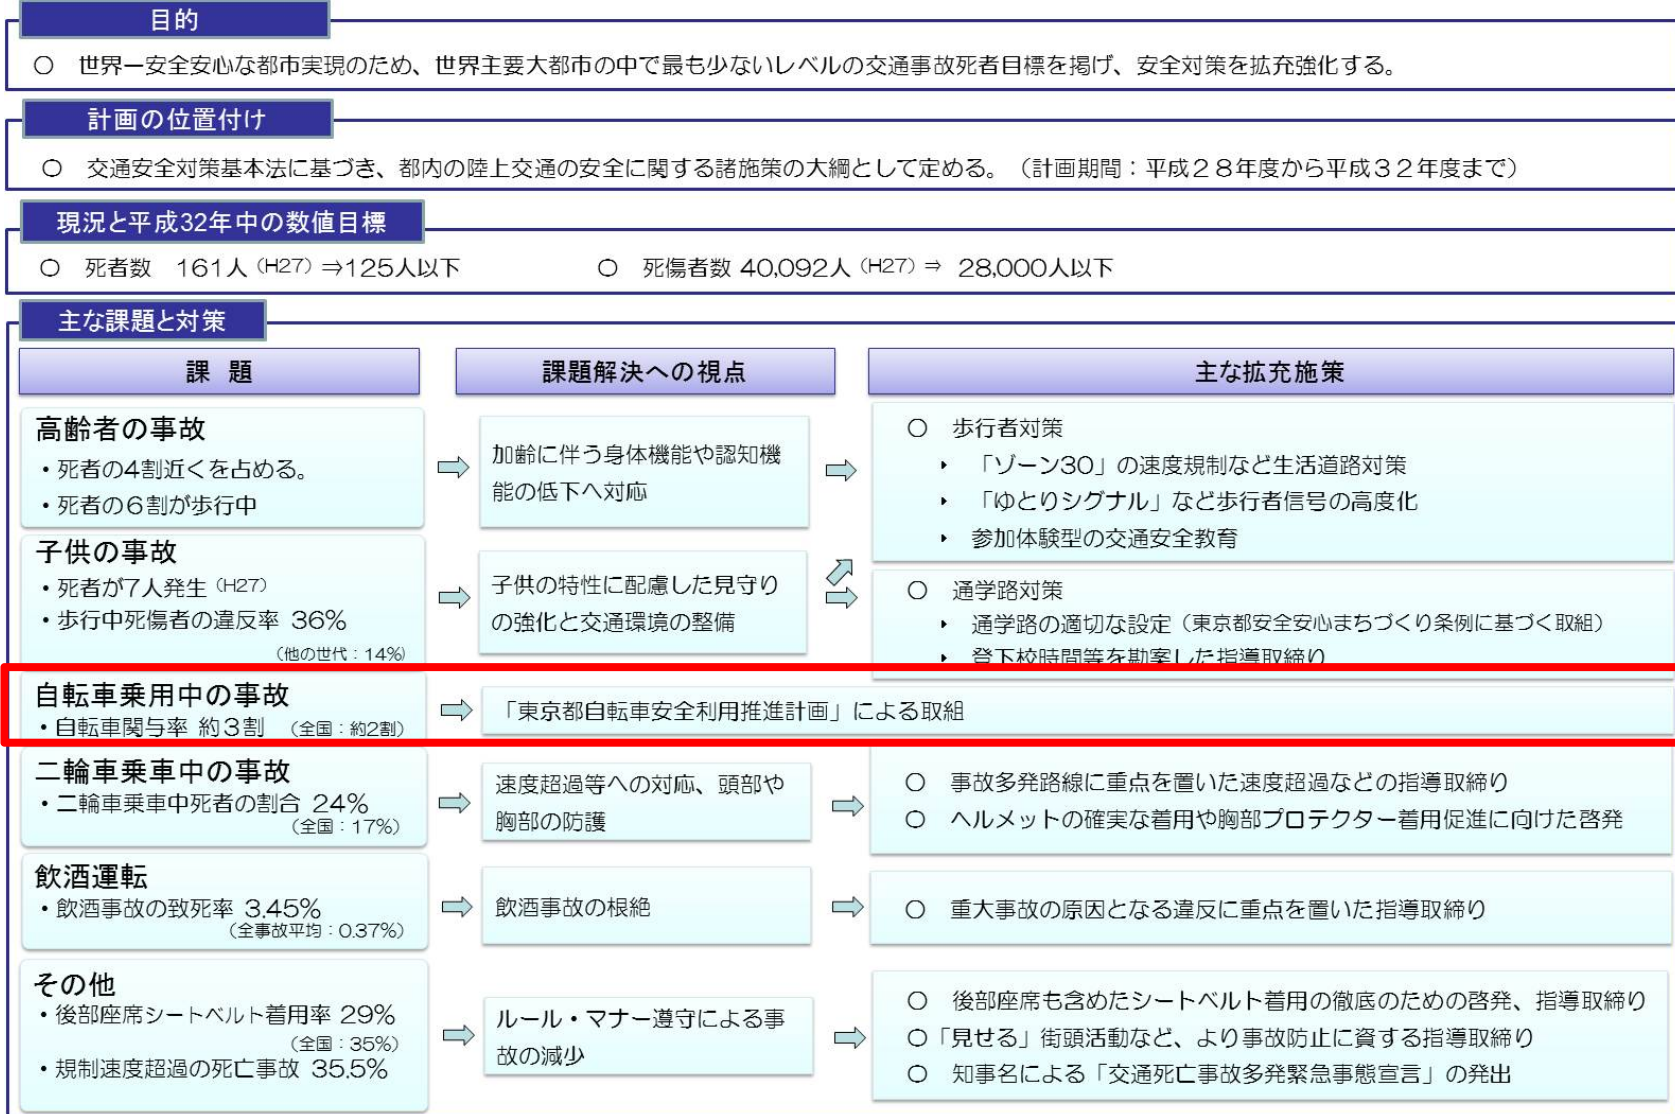 目的
○ 世界一安全安心な都市実現のため、世界主要大都市の中で最も少ないレベルの交通事故死者目標を掲げ、安全対策を拡充強化する。
計画の位置付け
○ 交通安全対策基本法に基づき、都内の陸上交通の安全に関する諸施策の大綱として定める。（計画期間：平成２８年度から平成３２年度まで）
現況と平成32年中の数値目標
○ 死者数 161人（H27）⇒125人以下
○ 死傷者数 40,092人（H27）⇒ 28,000人以下
主な課題と対策
課 題
課題解決への視点
主な拡充施策
高齢者の事故
・死者の4割近くを占める。
・死者の６割が歩行中
加齢に伴う身体機能や認知機
能の低下へ対応
○ 歩行者対策
・ 「ゾーン30」の速度規制など生活道路対策
・ 「ゆとりシグナル」など歩行者信号の高度化
・ 参加体験型の交通安全教育
子供の事故
・死者が7人発生（H27）
・歩行中死傷者の違反率 36%
（他の世代：14%）
子供の特性に配慮した見守り
の強化と交通環境の整備
○ 通学路対策
・ 通学路の適切な設定（東京都安全安心まちづくり条例に基づく取組）
・ 登下校時間等を勘案した指導取締り
自転車乗用中の事故
・自転車関与率 約３割 （全国：約2割）
「東京都自転車安全利用推進計画」による取組
二輪車乗車中の事故
・二輪車乗車中死者の割合 24%
（全国：17%）
速度超過等への対応、頭部や
胸部の防護
○ 事故多発路線に重点を置いた速度超過などの指導取締り
○ ヘルメットの確実な着用や胸部プロテクター着用促進に向けた啓発
飲酒運転
・飲酒事故の致死率 3.45%
（全事故平均：0.37%）
飲酒事故の根絶
○ 重大事故の原因となる違反に重点を置いた指導取締り
その他
・後部座席シートベルト着用率 29%
（全国：35%）
・規制速度超過の死亡事故 35.5%
ルール・マナー遵守による事
故の減少
○ 後部座席も含めたシートベルト着用の徹底のための啓発、指導取締り
○「見せる」街頭活動など、より事故防止に資する指導取締り
○ 知事名による「交通死亡事故多発緊急事態宣言」の発出